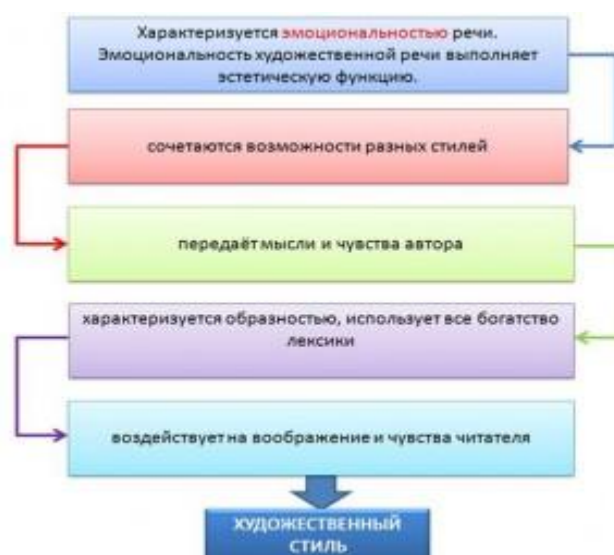 Характеризуется эмоциональностью речи.
Эмоциональность художественной речи выполняет
эстетическую функцию.
сочетаются возможности разных стилей
передаёт мысли и чувства автора
характеризуется образностью, использует все богатство
лексики
воздействует на воображение и чувства читателя
ХУДОЖЕСТВЕННЫЙ
СТИЛЬ